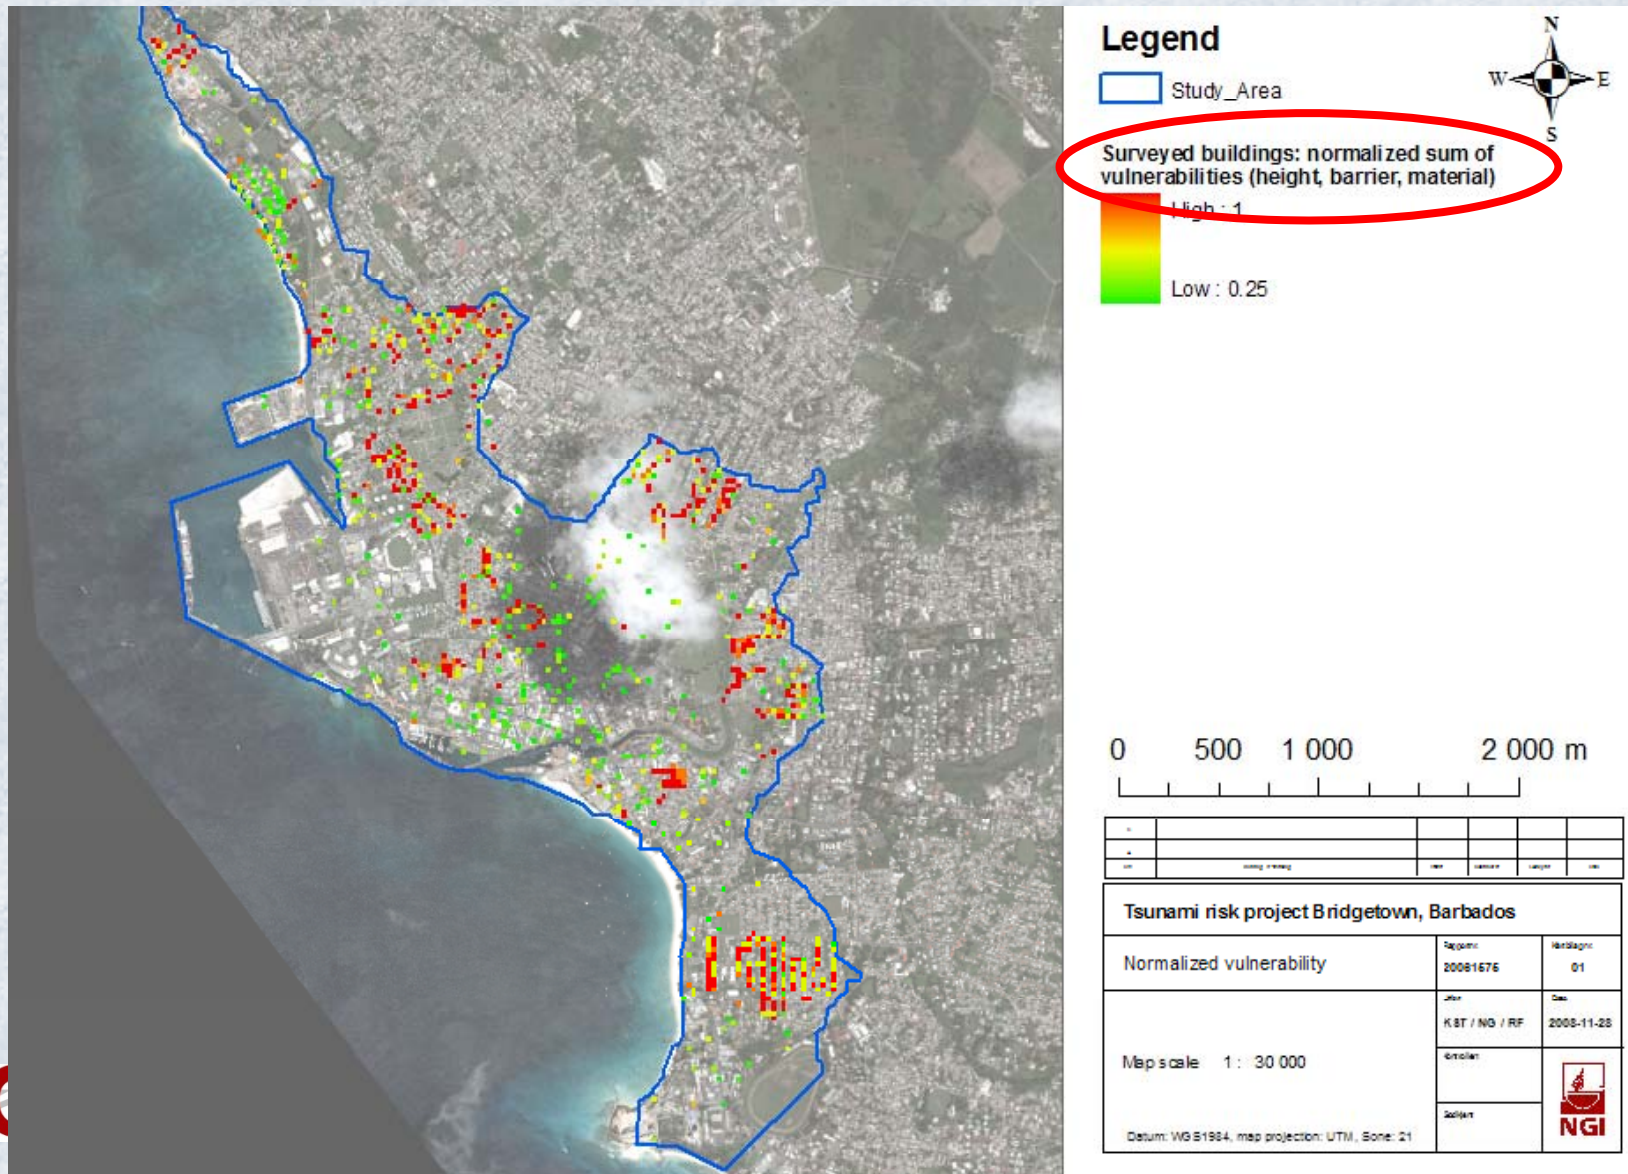 Legend
N
W
E
S
Study_Area
Surveyed buildings: normalized sum of
vulnerabilities (height, barrier, material)
High : 1
Low : 0.25
0 500 1 000 2 000 m
Tsunami risk project Bridgetown, Barbados
Normalized vulnerability
20061575
01
KST / NG / RF
2008-11-28
Map scale 1 : 30 000
Datum: WGS1984, map projection: UTM, Sone: 21
NGI